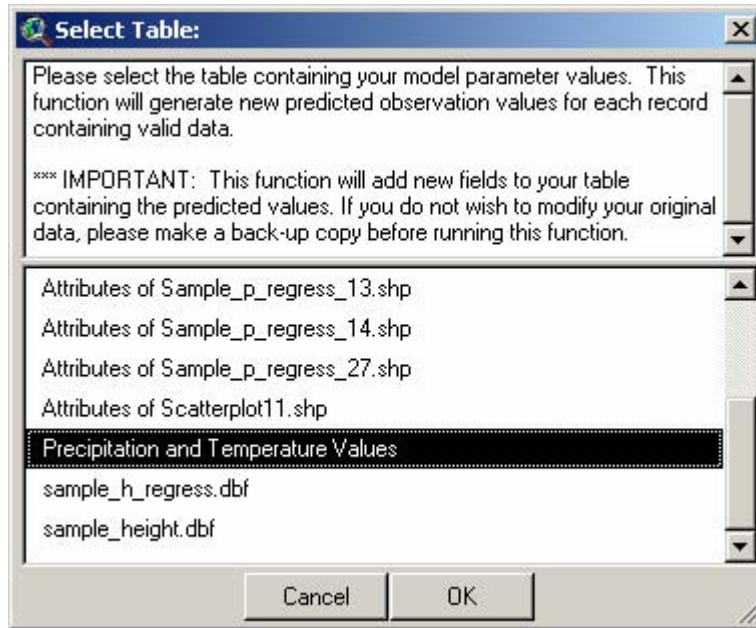 Select Table:
Please select the table containing your model parameter values.  This
function will generate new predicted observation values for each record
containing valid data.
*** IMPORTANT:  This function will add new fields to your table
containing the predicted values. If you do not wish to modify your original
data, please make a back-up copy before running this function.
Attributes of Sample_p_regress_13.shp
Attributes of Sample_p_regress_14.shp
Attributes of Sample_p_regress_27.shp
Attributes of Scatterplot11.shp
Precipitation and Temperature Values
sample_h_regress.dbf
sample_height.dbf
Cancel OK